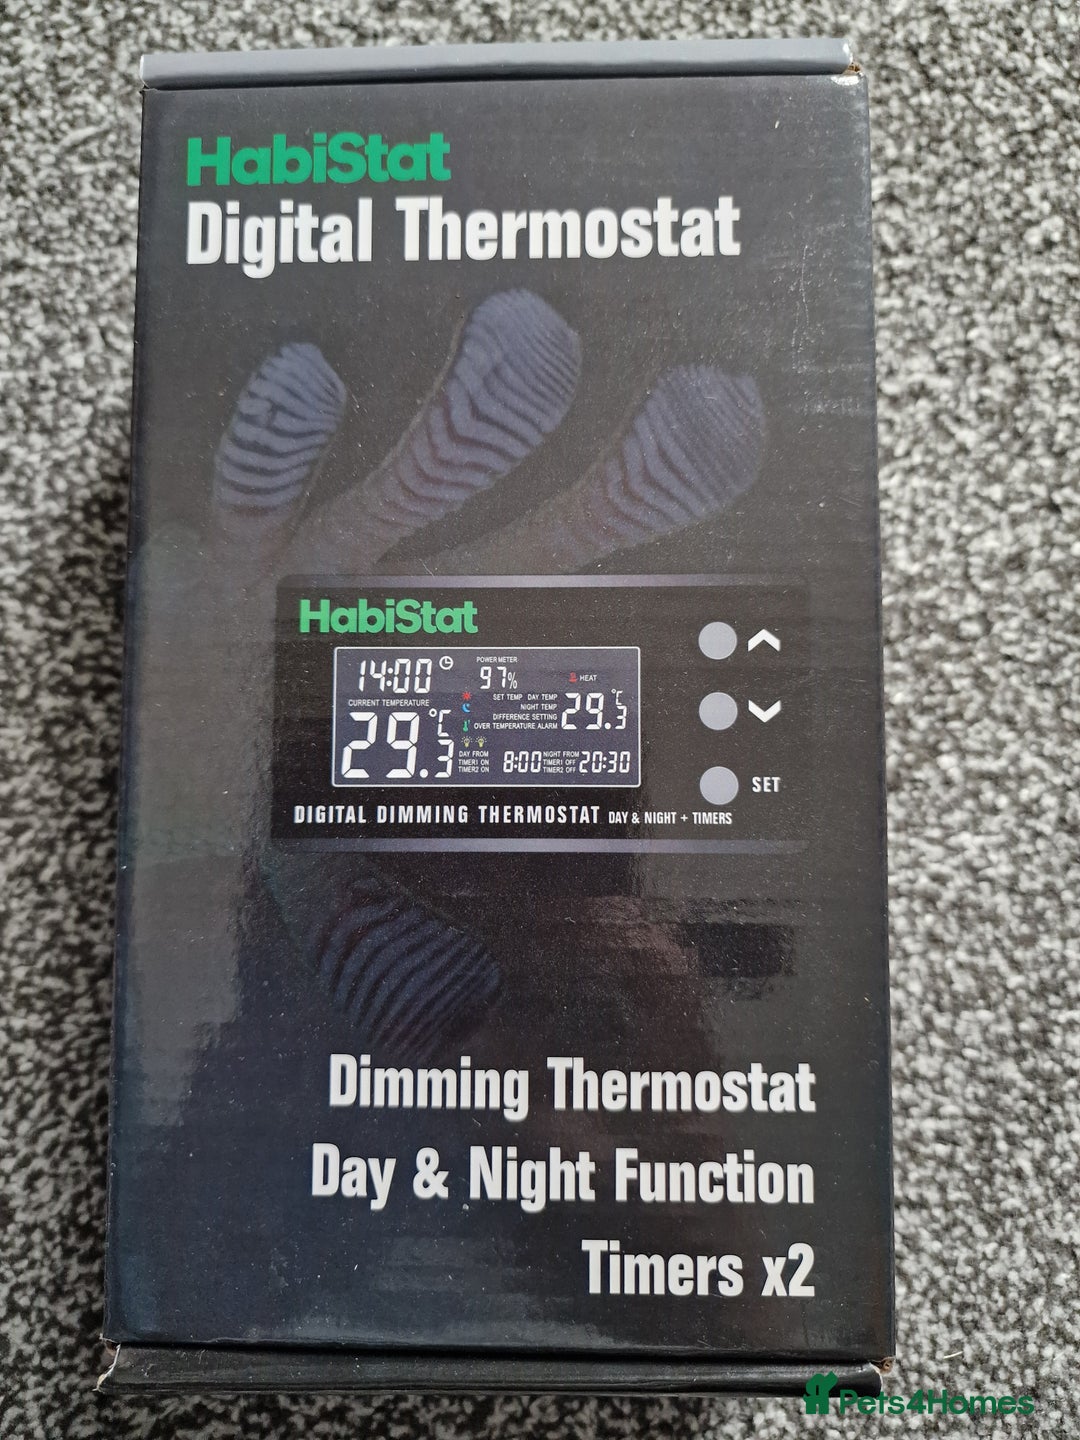 HabiStat
Digital Thermostat
HabiStat
14:00
POWER METER
97%
HEAT
CURRENT TEMPERATURE
29.3°C
SET TEMP DAY TEMP
NIGHT TEMP
DIFFERENCE SETTING
OVER TEMPERATURE ALARM
29.3°C
DAY FROM
TIMER1 ON
TIMER2 ON
8:00
NIGHT FROM
TIMER1 OFF
TIMER2 OFF
20:30
SET
DIGITAL DIMMING THERMOSTAT DAY & NIGHT + TIMERS
Dimming Thermostat
Day & Night Function
Timers x2
Pets4Homes